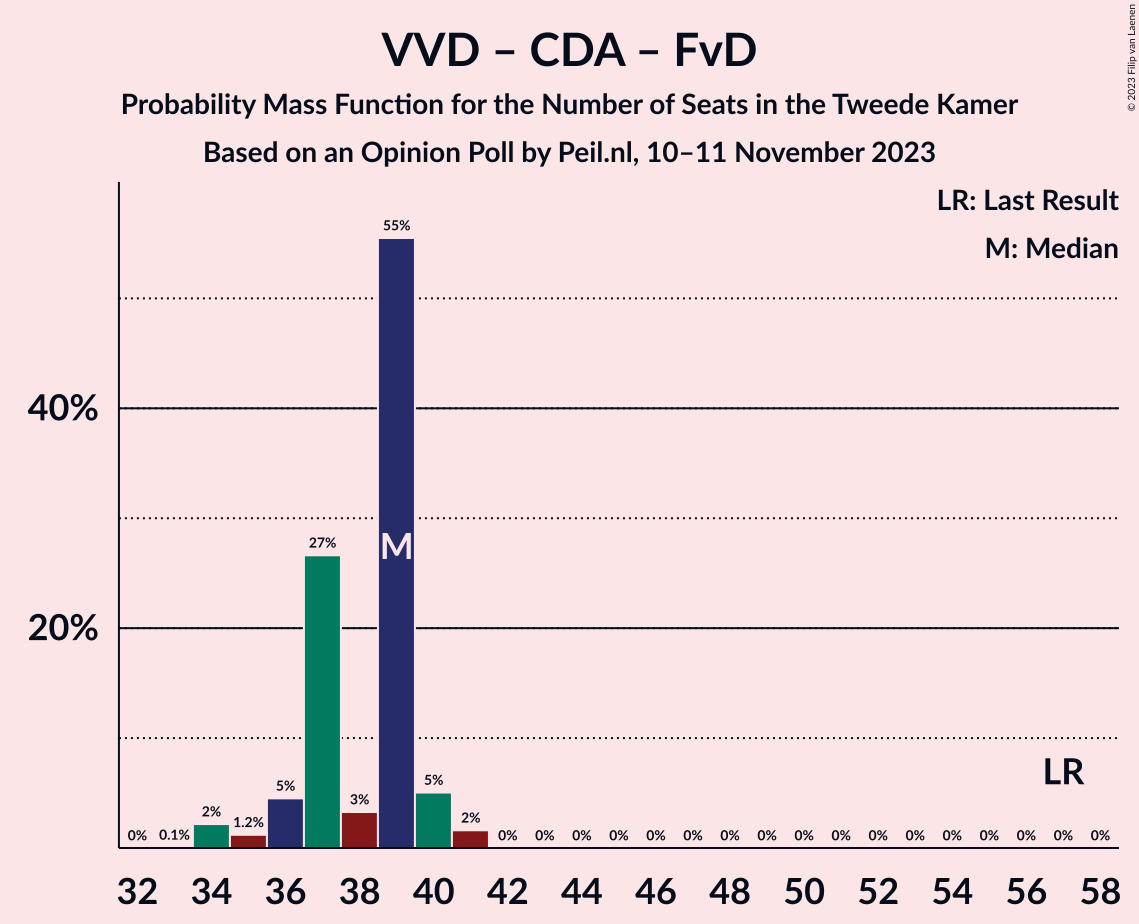 VVD – CDA – FvD
Probability Mass Function for the Number of Seats in the Tweede Kamer
Based on an Opinion Poll by Peil.nl, 10–11 November 2023
© 2023 Filip van Laenen
LR: Last Result
M: Median
55%
40%
27%
M
20%
LR
0% 0.1% 2% 1.2% 5% 3% 5% 2% 0% 0% 0% 0% 0% 0% 0% 0% 0% 0% 0% 0% 0% 0% 0% 0% 0%
32 34 36 38 40 42 44 46 48 50 52 54 56 58